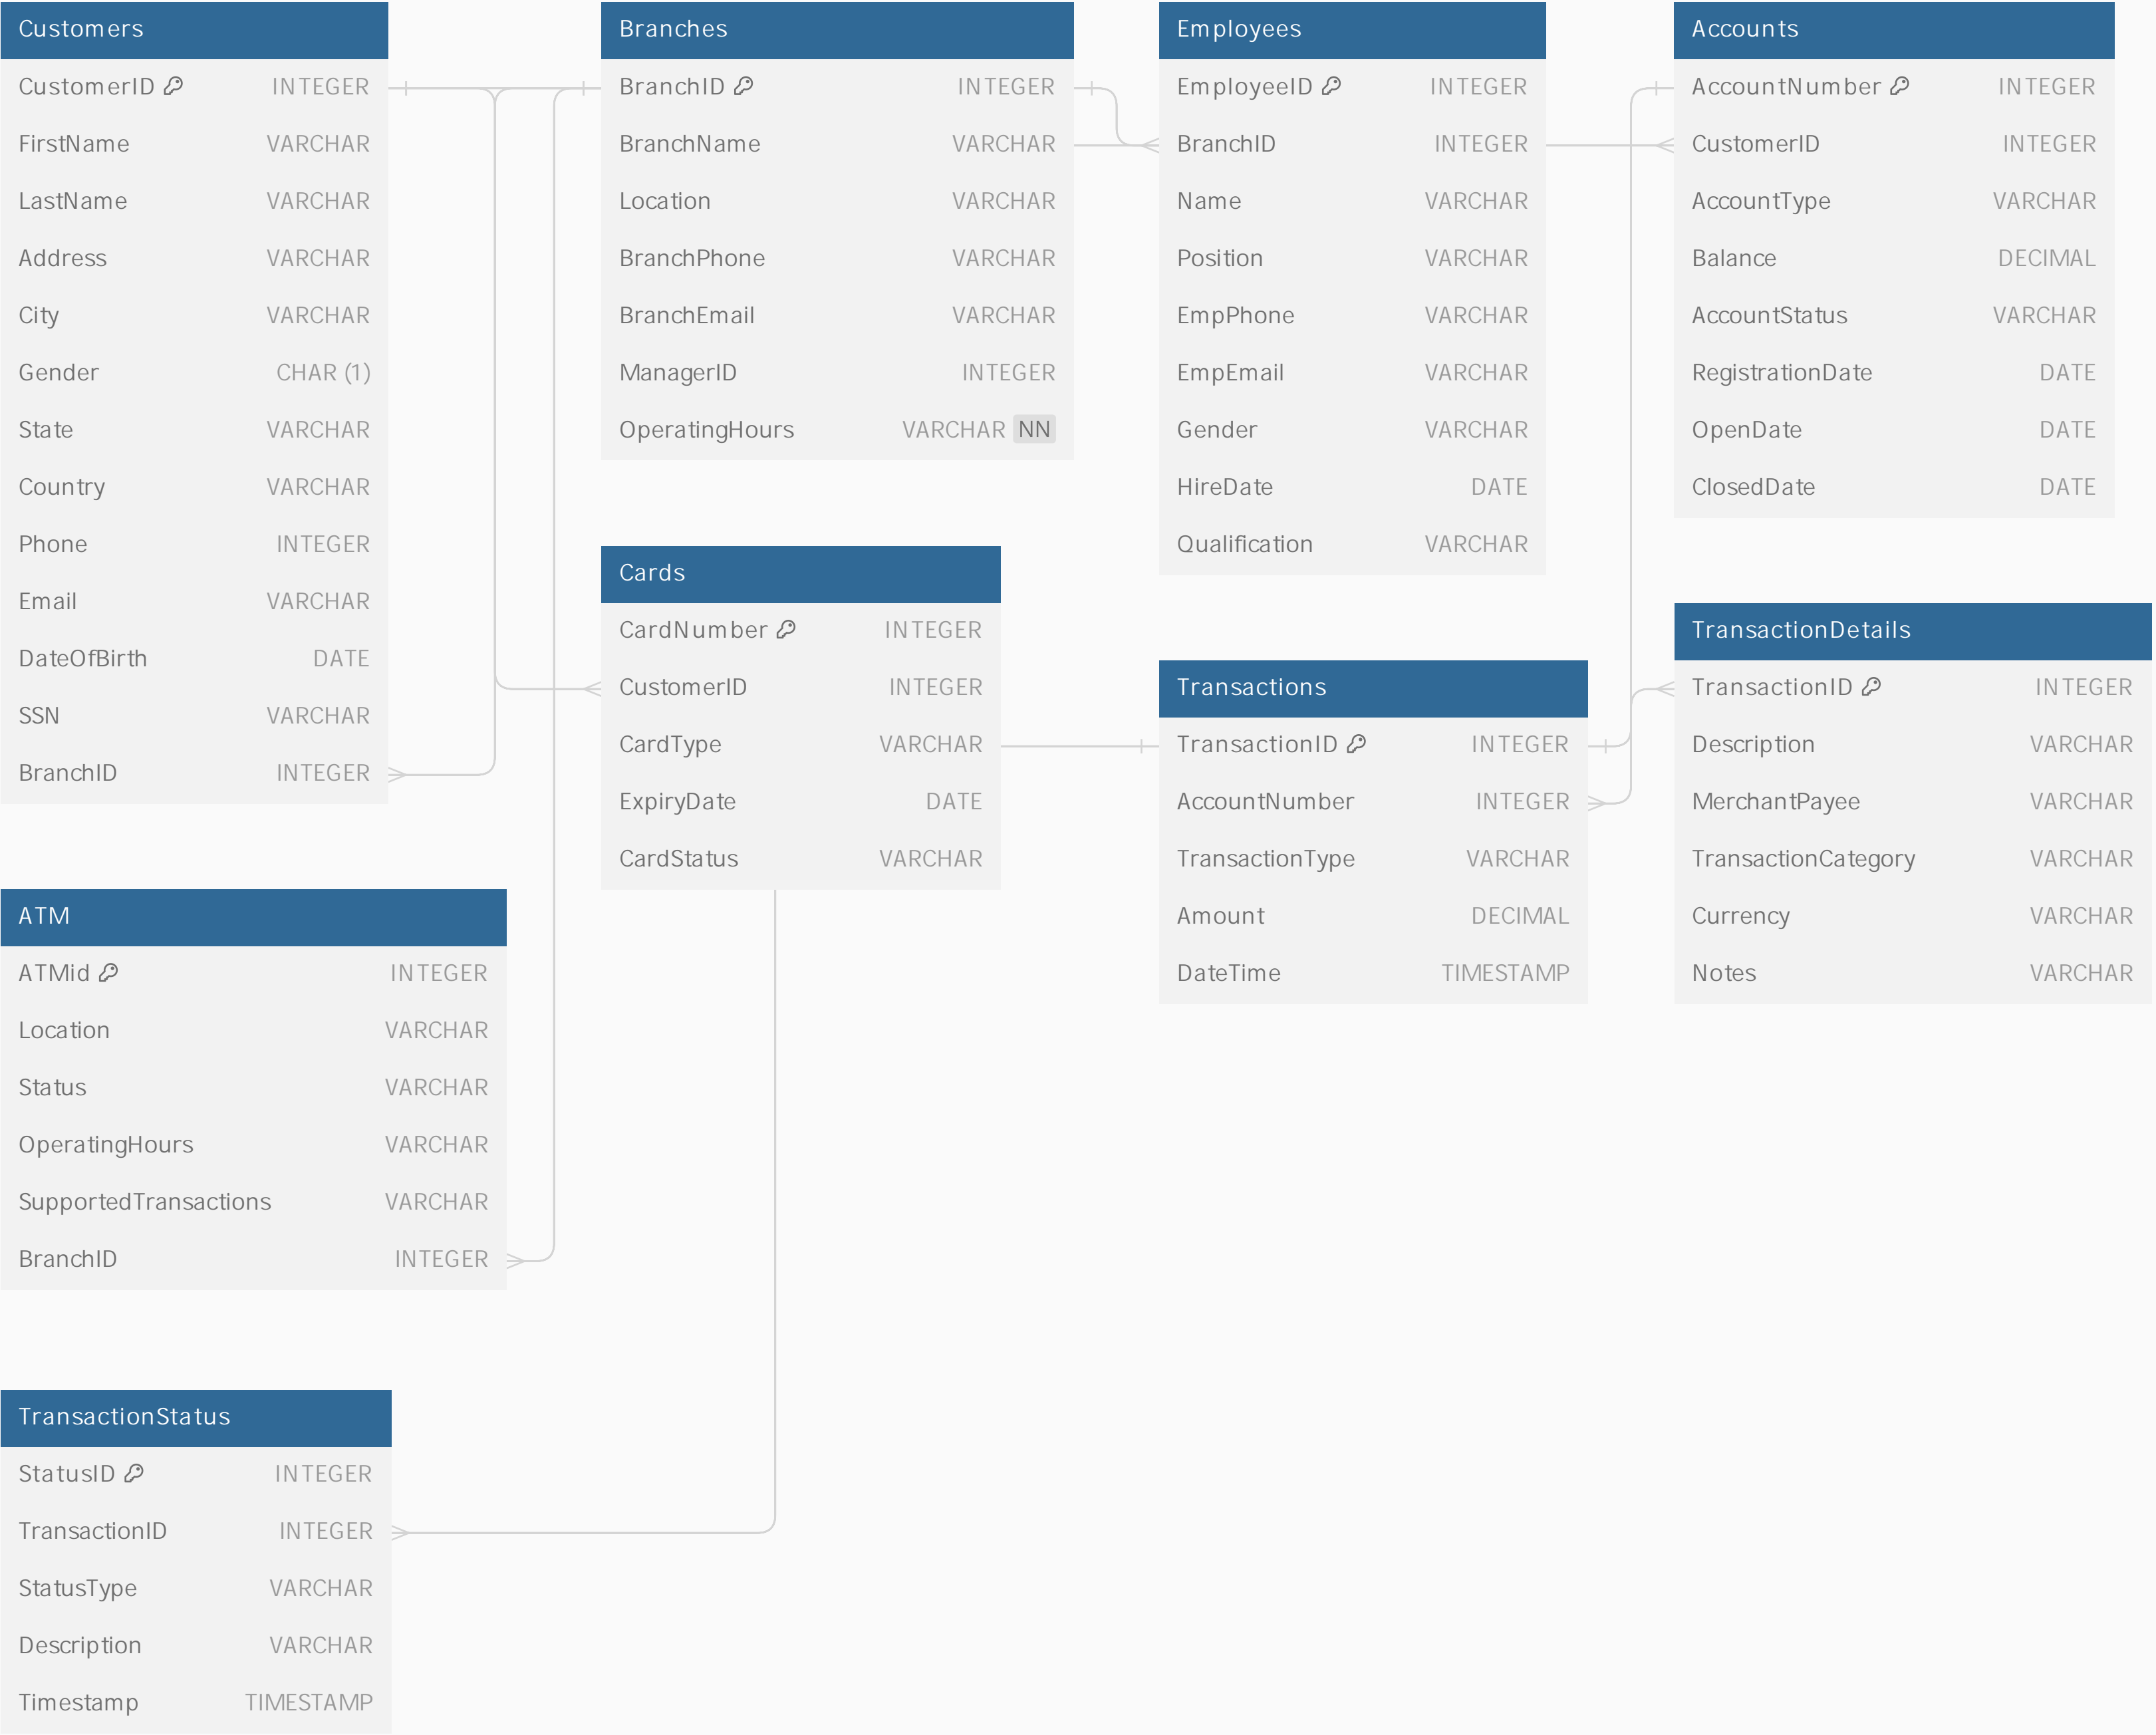 Customers
CustomerID INTEGER
FirstName VARCHAR
LastName VARCHAR
Address VARCHAR
City VARCHAR
Gender CHAR (1)
State VARCHAR
Country VARCHAR
Phone INTEGER
Email VARCHAR
DateOfBirth DATE
SSN VARCHAR
BranchID INTEGER
Branches
BranchID INTEGER
BranchName VARCHAR
Location VARCHAR
BranchPhone VARCHAR
BranchEmail VARCHAR
ManagerID INTEGER
OperatingHours VARCHAR NN
Employees
EmployeeID INTEGER
BranchID INTEGER
Name VARCHAR
Position VARCHAR
EmpPhone VARCHAR
EmpEmail VARCHAR
Gender VARCHAR
HireDate DATE
Qualification VARCHAR
Accounts
AccountNumber INTEGER
CustomerID INTEGER
AccountType VARCHAR
Balance DECIMAL
AccountStatus VARCHAR
RegistrationDate DATE
OpenDate DATE
ClosedDate DATE
Cards
CardNumber INTEGER
CustomerID INTEGER
CardType VARCHAR
ExpiryDate DATE
CardStatus VARCHAR
Transactions
TransactionID INTEGER
AccountNumber INTEGER
TransactionType VARCHAR
Amount DECIMAL
DateTime TIMESTAMP
TransactionDetails
TransactionID INTEGER
Description VARCHAR
MerchantPayee VARCHAR
TransactionCategory VARCHAR
Currency VARCHAR
Notes VARCHAR
ATM
ATMid INTEGER
Location VARCHAR
Status VARCHAR
OperatingHours VARCHAR
SupportedTransactions VARCHAR
BranchID INTEGER
TransactionStatus
StatusID INTEGER
TransactionID INTEGER
StatusType VARCHAR
Description VARCHAR
Timestamp TIMESTAMP